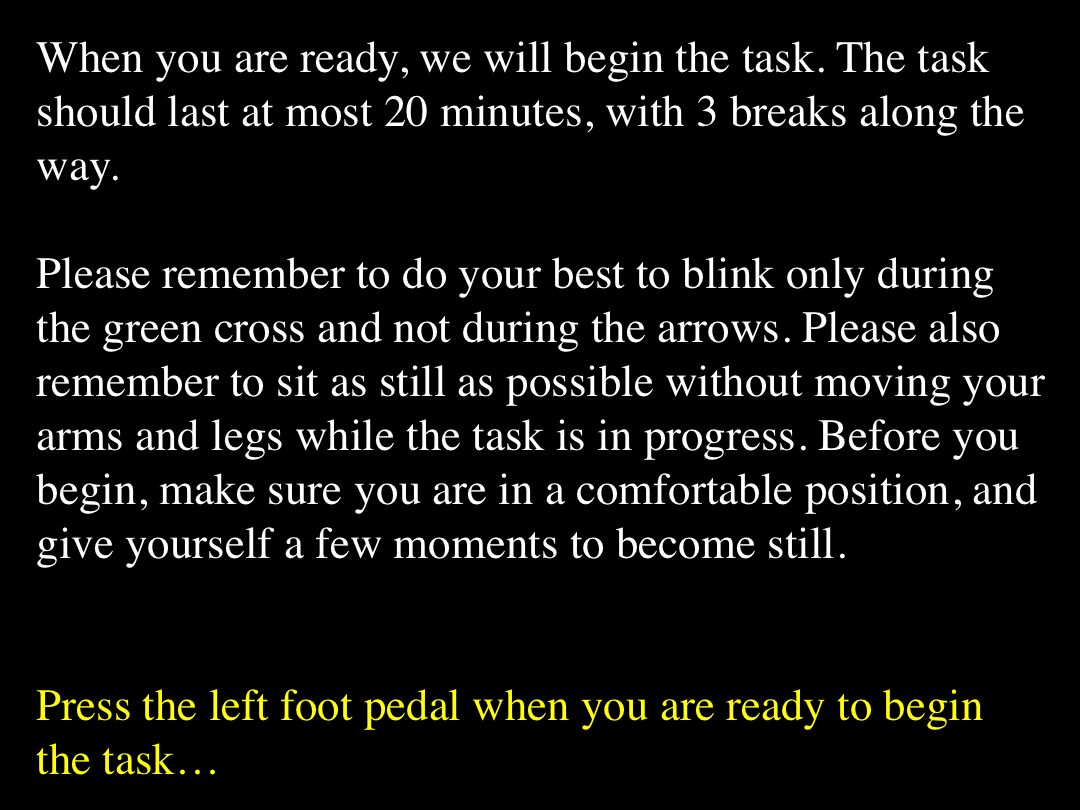 When you are ready, we will begin the task. The task
should last at most 20 minutes, with 3 breaks along the
way.
Please remember to do your best to blink only during
the green cross and not during the arrows. Please also
remember to sit as still as possible without moving your
arms and legs while the task is in progress. Before you
begin, make sure you are in a comfortable position, and
give yourself a few moments to become still.
Press the left foot pedal when you are ready to begin
the task…